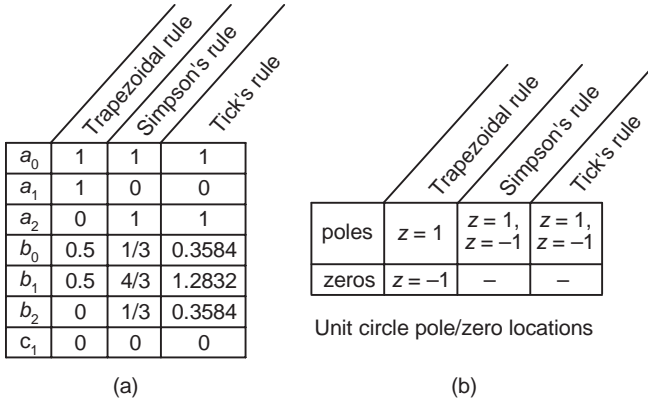 Trapezoidal rule
Simpson's rule
Tick's rule
a0 1 1 1
a1 1 0 0
a2 0 1 1
b0 0.5 1/3 0.3584
b1 0.5 4/3 1.2832
b2 0 1/3 0.3584
c1 0 0 0
(a)
Trapezoidal rule
Simpson's rule
Tick's rule
poles z = 1 z = 1, z = −1 z = 1, z = −1
zeros z = −1 – –
Unit circle pole/zero locations
(b)